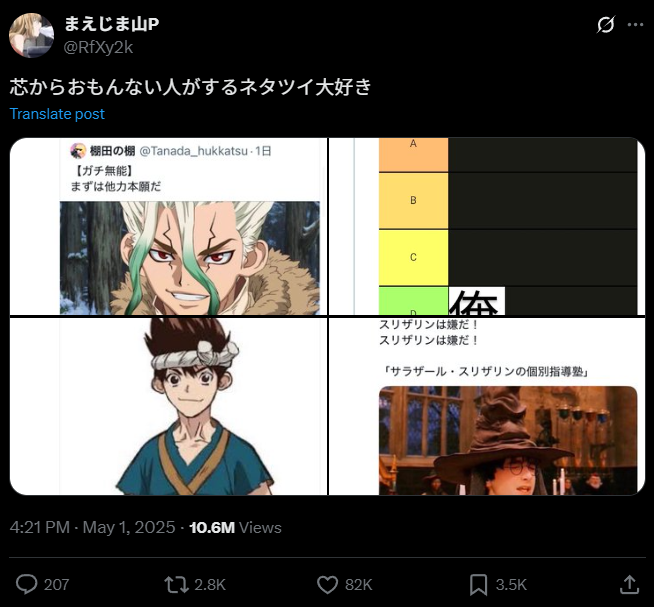 まえじま山P
@RfXy2k
芯からおもんない人がするネタツイ大好き
Translate post
棚田の棚 @Tanada_hukkatsu · 1日
【ガチ無能】
まずは他力本願だ
A
B
C
D
俺
スリザリンは嫌だ！
スリザリンは嫌だ！
「サラザール・スリザリンの個別指導塾」
4:21 PM · May 1, 2025 · 10.6M Views
207
2.8K
82K
3.5K